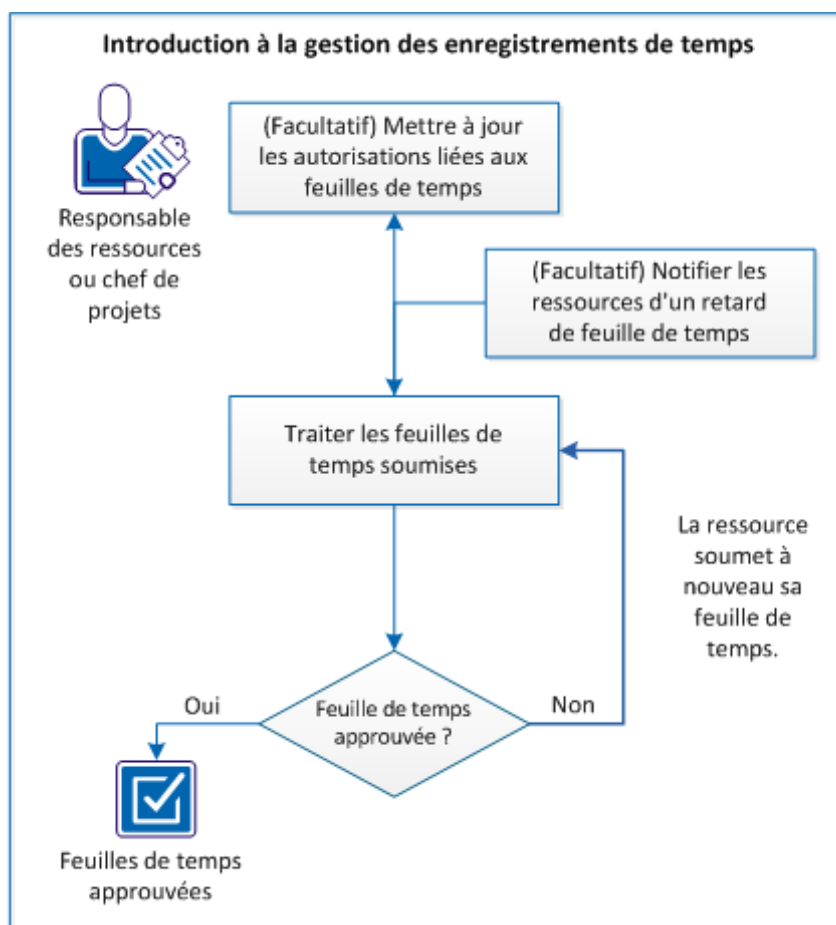 Introduction à la gestion des enregistrements de temps
(Facultatif) Mettre à jour
les autorisations liées aux
feuilles de temps
Responsable
des ressources
ou chef de
projets
(Facultatif) Notifier les
ressources d'un retard
de feuille de temps
Traiter les feuilles de
temps soumises
La ressource
soumet à
nouveau sa
feuille de
temps.
Oui
Feuille de temps
approuvée ?
Non
Feuilles de temps
approuvées